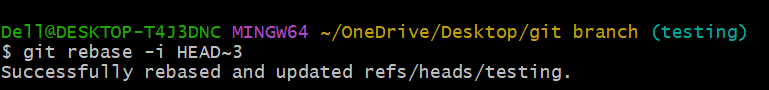 Dell@DESKTOP-T4J3DNC MINGW64 ~/OneDrive/Desktop/git branch (testing)
$ git rebase -i HEAD~3
Successfully rebased and updated refs/heads/testing.